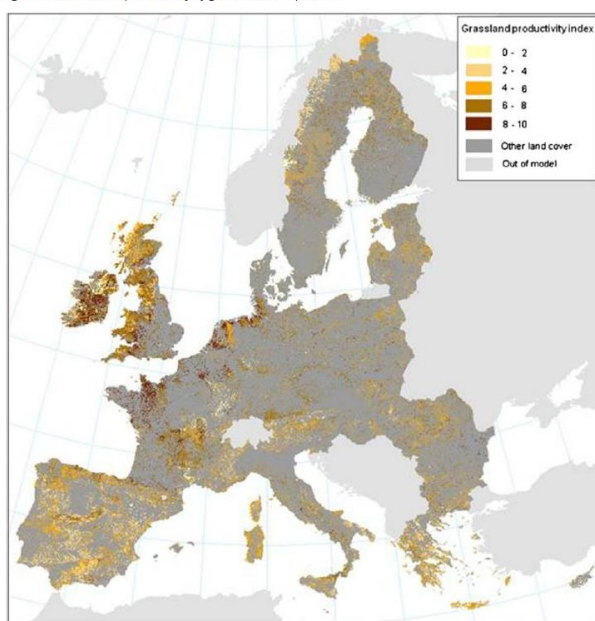 Grassland productivity index
0 - 2
2 - 4
4 - 6
6 - 8
8 - 10
Other land cover
Out of model